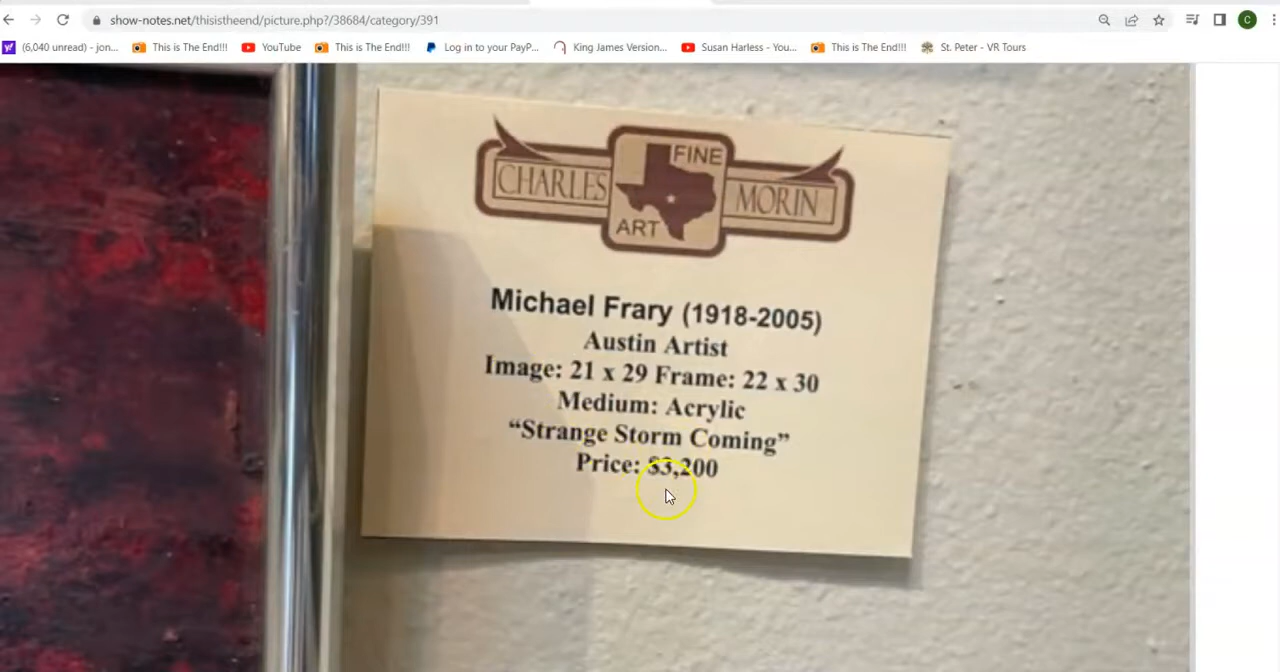 show-notes.net/thisistheend/picture.php?/38684/category/391
C
(6,040 unread) - jon...
This is The End!!!
YouTube
This is The End!!!
Log in to your PayP...
King James Version...
Susan Harless - You...
This is The End!!!
St. Peter - VR Tours
CHARLES FINE ART MORIN
Michael Frary (1918-2005)
Austin Artist
Image: 21 x 29 Frame: 22 x 30
Medium: Acrylic
“Strange Storm Coming”
Price: $3,200